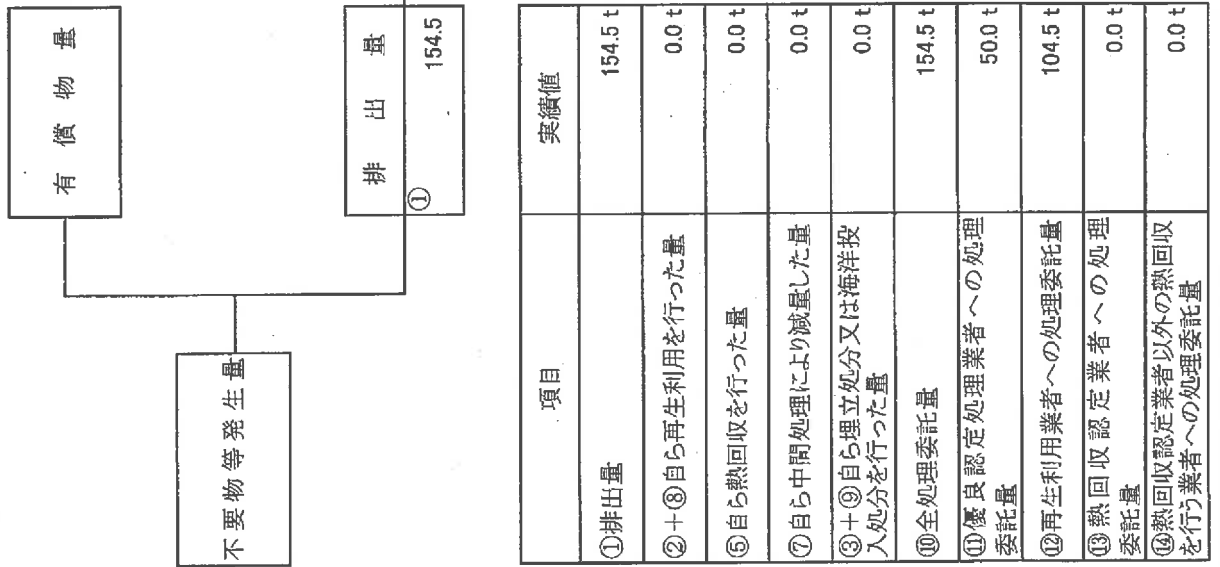 不要物等発生量
有償物量
排出量
①
154.5
項目
実績値
①排出量
154.5 t
②+⑧自ら再生利用を行った量
0.0 t
⑤自ら熱回収を行った量
0.0 t
⑦自ら中間処理により減量した量
0.0 t
③+⑨自ら埋立処分又は海洋投
入処分を行った量
0.0 t
⑩全処理委託量
154.5 t
⑪優良認定処理業者への処理
委託量
50.0 t
⑫再生利用業者への処理委託量
104.5 t
⑬熱回収認定業者への処理
委託量
0.0 t
⑭熱回収認定業者以外の熱回収
を行う業者への処理委託量
0.0 t